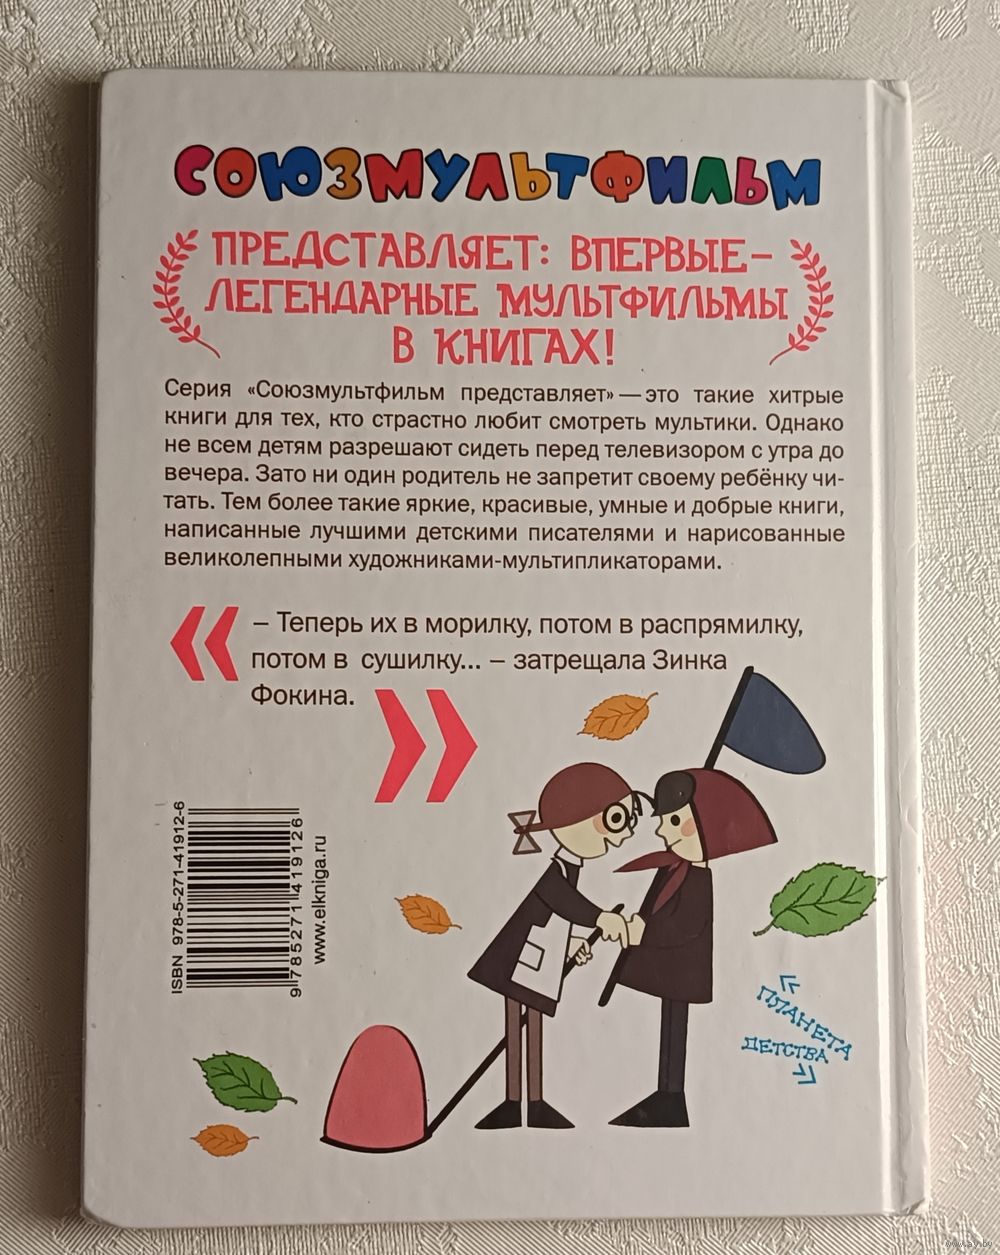 СОЮЗМУЛЬТФИЛЬМ
ПРЕДСТАВЛЯЕТ: ВПЕРВЫЕ–
ЛЕГЕНДАРНЫЕ МУЛЬТФИЛЬМЫ
В КНИГАХ!
Серия «Союзмультфильм представляет» — это такие хитрые
книги для тех, кто страстно любит смотреть мультики. Однако
не всем детям разрешают сидеть перед телевизором с утра до
вечера. Зато ни один родитель не запретит своему ребёнку чи-
тать. Тем более такие яркие, красивые, умные и добрые книги,
написанные лучшими детскими писателями и нарисованные
великолепными художниками-мультипликаторами.
« – Теперь их в морилку, потом в распрямилку,
потом в сушилку... – затрещала Зинка
Фокина. »
ISBN 978-5-271-41912-6
9 785271 419126
www.elkniga.ru
«ПЛАНЕТА
ДЕТСТВА»
www.ay.by